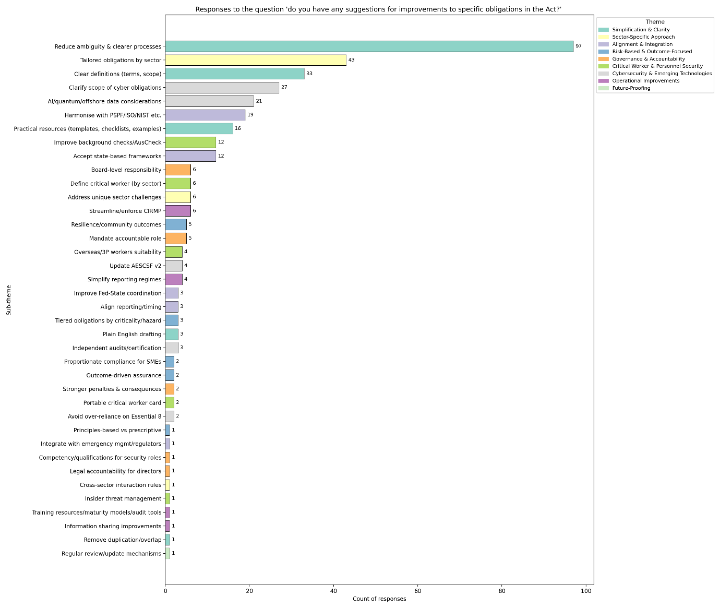 Responses to the question 'do you have any suggestions for improvements to specific obligations in the Act?'
Theme
Simplification & Clarity
Sector-Specific Approach
Alignment & Integration
Risk-Based & Outcome-Focused
Governance & Accountability
Critical Worker & Personnel Security
Cybersecurity & Emerging Technologies
Operational Improvements
Future-Proofing
Sub-theme
Reduce ambiguity & clearer processes
Tailored obligations by sector 43
Clear definitions (terms, scope) 33
Clarify scope of cyber obligations 27
AI/quantum/offshore data considerations 21
Harmonise with PSPF/ISO/NIST etc. 19
Practical resources (templates, checklists, examples) 16
Improve background checks/AusCheck 12
Accept state-based frameworks 12
Board-level responsibility 6
Define critical worker (by sector) 6
Address unique sector challenges 6
Streamline/enforce CIRMP 6
Resilience/community outcomes 5
Mandate accountable role 5
Overseas/3P workers suitability 4
Update AESCSF v2 4
Simplify reporting regimes 4
Improve Fed-State coordination 3
Align reporting/timing 3
Tiered obligations by criticality/hazard 3
Plain English drafting 3
Independent audits/certification 3
Proportionate compliance for SMEs 2
Outcome-driven assurance 2
Stronger penalties & consequences 2
Portable critical worker card 2
Avoid over-reliance on Essential 8 2
Principles-based vs prescriptive 1
Integrate with emergency mgmt/regulators 1
Competency/qualifications for security roles 1
Legal accountability for directors 1
Cross-sector interaction roles 1
Insider threat management 1
Training resources/maturity models/audit tools 1
Information sharing improvements 1
Remove duplication/overlap 1
Regular review/update mechanisms 1
0 20 40 60 80 100
Count of responses